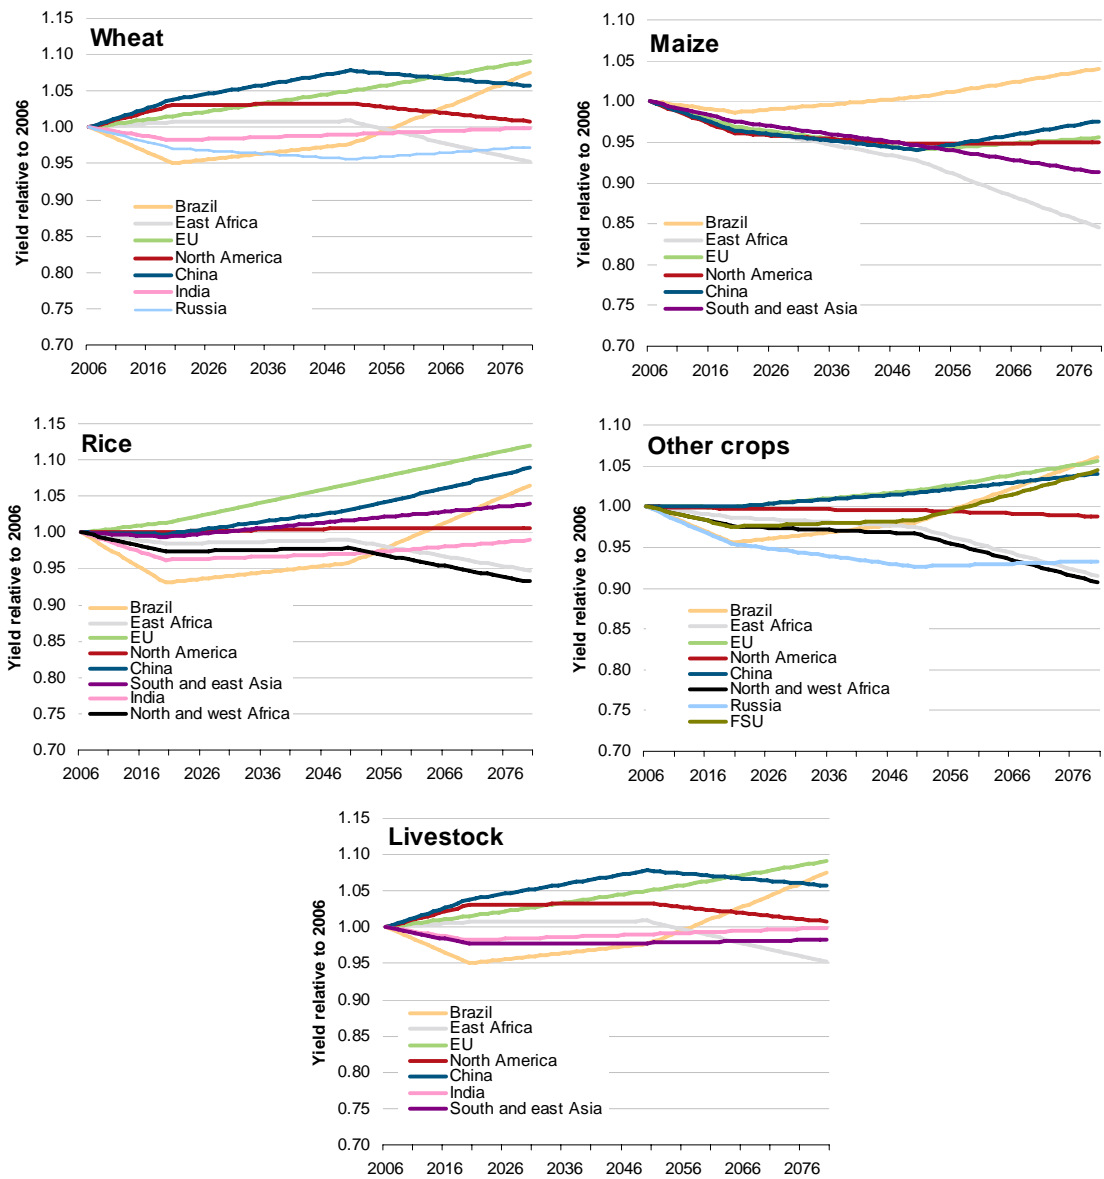 Wheat
Yield relative to 2006
1.15
1.10
1.05
1.00
0.95
0.90
0.85
0.80
0.75
0.70
Brazil
East Africa
EU
North America
China
India
Russia
2006 2016 2026 2036 2046 2056 2066 2076
Maize
Yield relative to 2006
1.10
1.05
1.00
0.95
0.90
0.85
0.80
0.75
0.70
Brazil
East Africa
EU
North America
China
South and east Asia
2006 2016 2026 2036 2046 2056 2066 2076
Rice
Yield relative to 2006
1.15
1.10
1.05
1.00
0.95
0.90
0.85
0.80
0.75
0.70
Brazil
East Africa
EU
North America
China
South and east Asia
India
North and west Africa
2006 2016 2026 2036 2046 2056 2066 2076
Other crops
Yield relative to 2006
1.10
1.05
1.00
0.95
0.90
0.85
0.80
0.75
0.70
Brazil
East Africa
EU
North America
China
North and west Africa
Russia
FSU
2006 2016 2026 2036 2046 2056 2066 2076
Livestock
Yield relative to 2006
1.15
1.10
1.05
1.00
0.95
0.90
0.85
0.80
0.75
0.70
Brazil
East Africa
EU
North America
China
India
South and east Asia
2006 2016 2026 2036 2046 2056 2066 2076